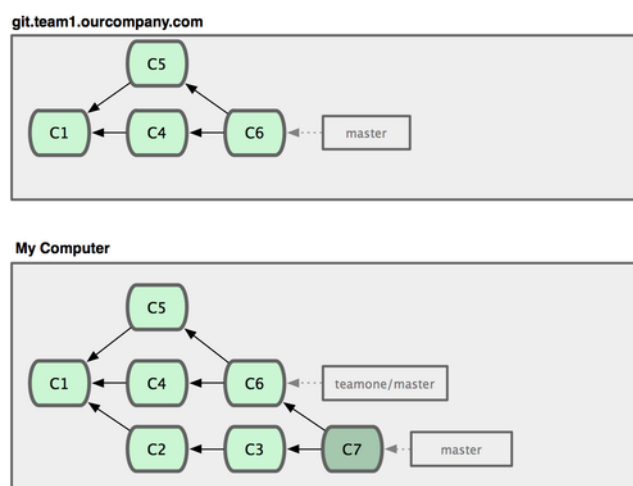 git.team1.ourcompany.com
C5
C1 C4 C6 master
My Computer
C5
C1 C4 C6 teamone/master
C2 C3 C7 master